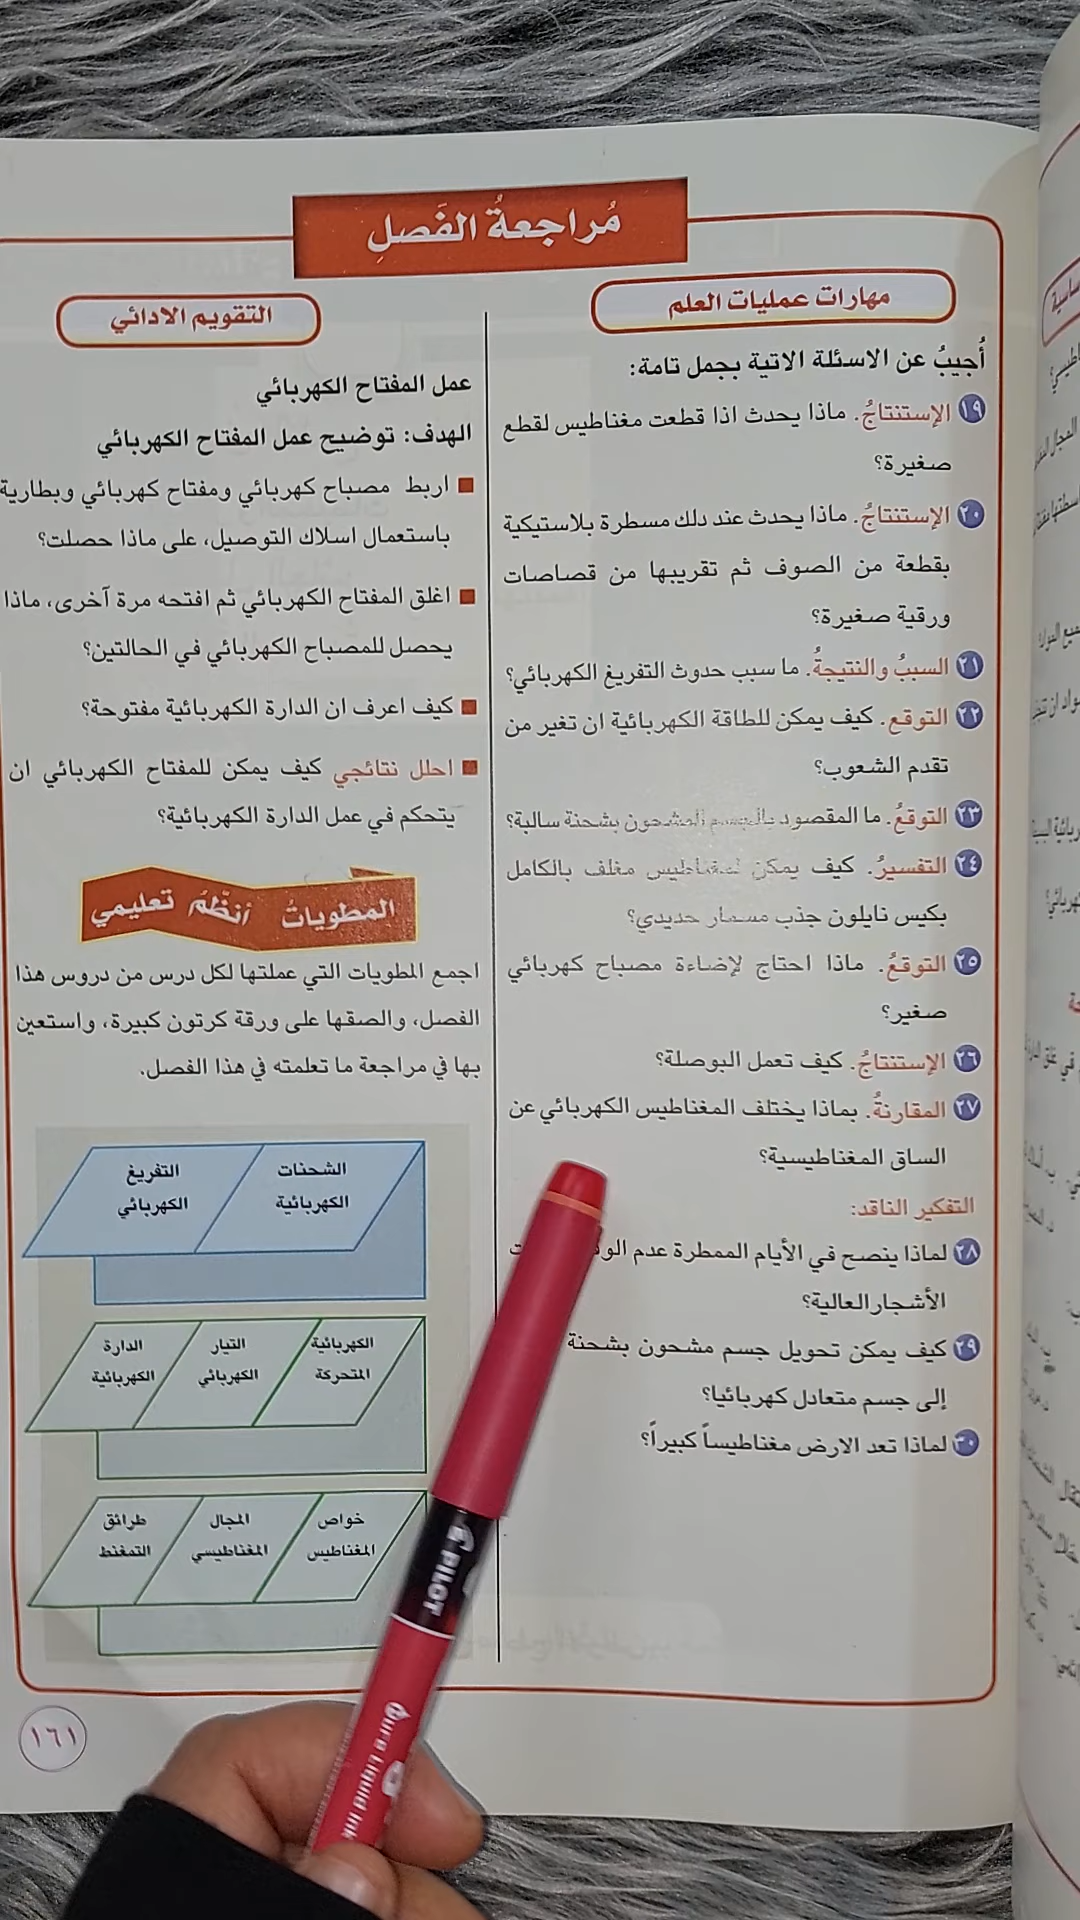 مُراجعةُ الفَصلِ
مهارات عمليات العلم
أُجيبُ عن الاسئلة الاتية بجمل تامة:
١٩ الإستنتاجُ. ماذا يحدث اذا قطعت مغناطيس لقطع
صغيرة؟
٢٠ الإستنتاجُ. ماذا يحدث عند دلك مسطرة بلاستيكية
بقطعة من الصوف ثم تقريبها من قصاصات
ورقية صغيرة؟
٢١ السببُ والنتيجةُ. ما سبب حدوث التفريغ الكهربائي؟
٢٢ التوقع. كيف يمكن للطاقة الكهربائية ان تغير من
تقدم الشعوب؟
٢٣ التوقعُ. ما المقصود بالجسم المشحون بشحنة سالبة؟
٢٤ التفسيرُ. كيف يمكن لمغناطيس مغلف بالكامل
بكيس نايلون جذب مسمار حديدي؟
٢٥ التوقعُ. ماذا احتاج لإضاءة مصباح كهربائي
صغير؟
٢٦ الإستنتاجُ. كيف تعمل البوصلة؟
٢٧ المقارنةُ. بماذا يختلف المغناطيس الكهربائي عن
الساق المغناطيسية؟
التفكير الناقد:
٢٨ لماذا ينصح في الأيام الممطرة عدم
الأشجار العالية؟
٢٩ كيف يمكن تحويل جسم مشحون بشحنة
إلى جسم متعادل كهربائيا؟
٣٠ لماذا تعد الارض مغناطيساً كبيراً؟
التقويم الادائي
عمل المفتاح الكهربائي
الهدف: توضيح عمل المفتاح الكهربائي
اربط مصباح كهربائي ومفتاح كهربائي وبطارية
باستعمال اسلاك التوصيل، على ماذا حصلت؟
اغلق المفتاح الكهربائي ثم افتحه مرة آخرى، ماذا
يحصل للمصباح الكهربائي في الحالتين؟
كيف اعرف ان الدارة الكهربائية مفتوحة؟
احلل نتائجي كيف يمكن للمفتاح الكهربائي ان
يتحكم في عمل الدارة الكهربائية؟
المطوياتُ أنظّمُ تعليمي
اجمع المطويات التي عملتها لكل درس من دروس هذا
الفصل، والصقها على ورقة كرتون كبيرة، واستعين
بها في مراجعة ما تعلمته في هذا الفصل.
الشحنات التفريغ
الكهربائية الكهربائي
الكهربائية التيار الدارة
المتحركة الكهربائي الكهربائية
خواص المجال طرائق
المغناطيس المغناطيسي التمغنط
١٦١
PILOT
Pure Liquid Ink